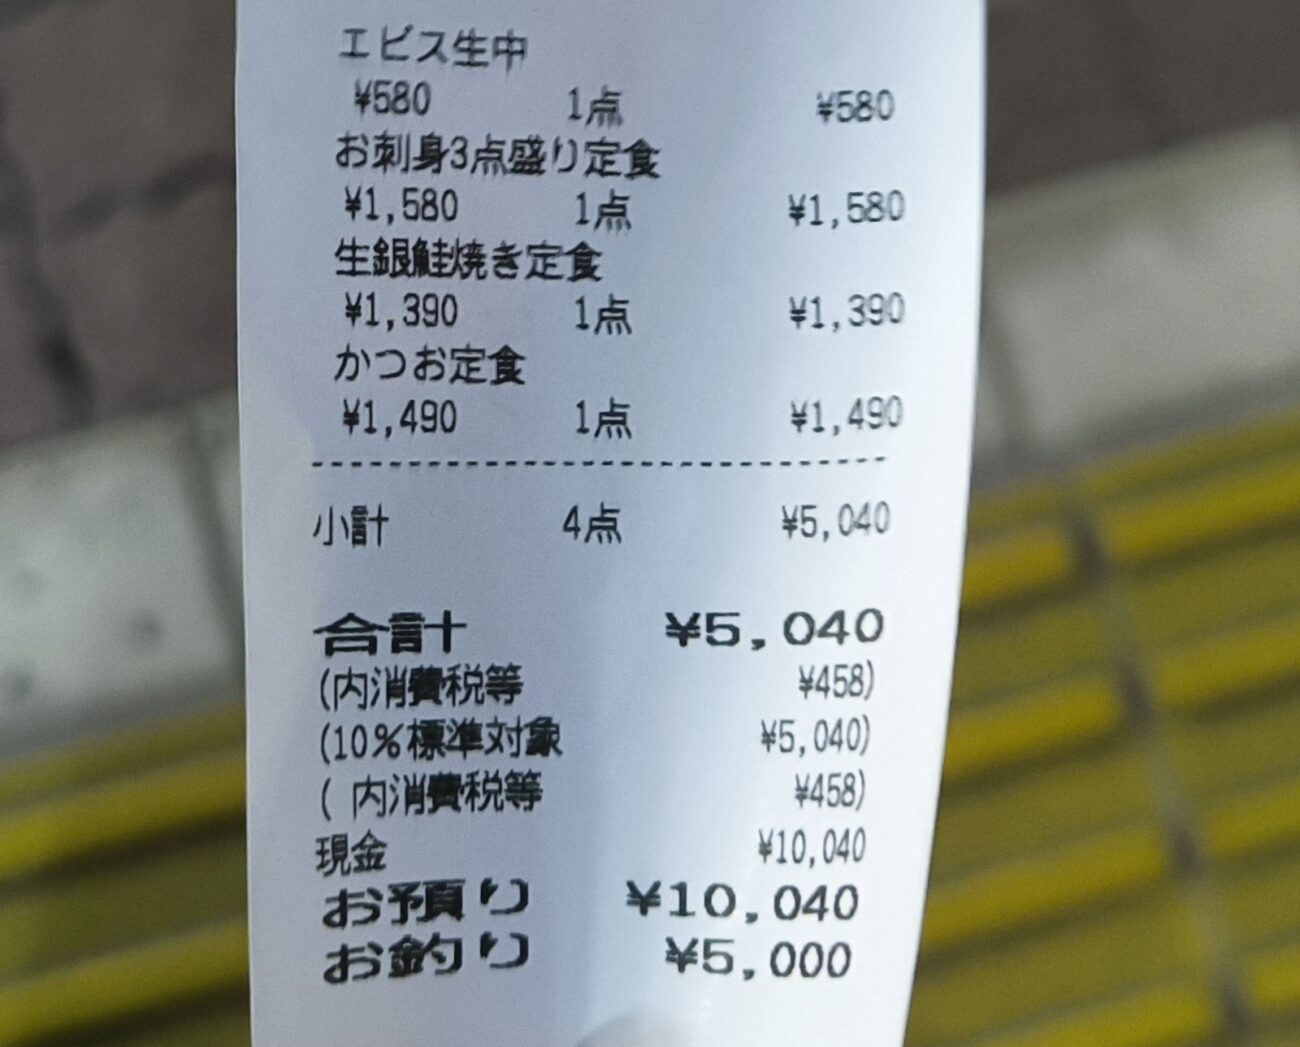 エビス生中
¥580 1点 ¥580
お刺身3点盛り定食
¥1,580 1点 ¥1,580
生銀鮭焼き定食
¥1,390 1点 ¥1,390
かつお定食
¥1,490 1点 ¥1,490
小計 4点 ¥5,040
合計 ¥5,040
(内消費税等 ¥458)
(10%標準対象 ¥5,040)
( 内消費税等 ¥458)
現金 ¥10,040
お預り ¥10,040
お釣り ¥5,000